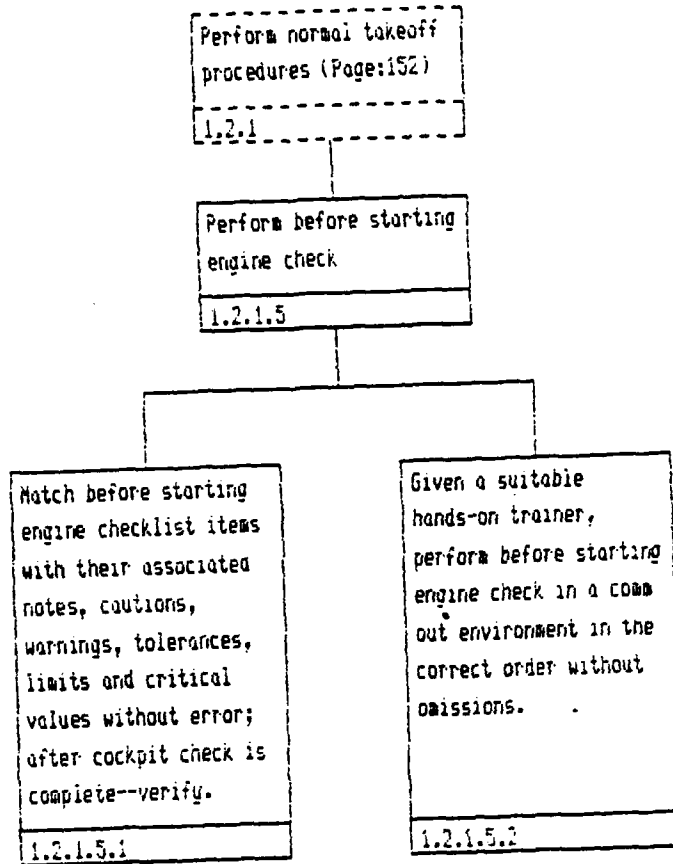 Perform normal takeoff
procedures (Page:152)
1.2.1
Perform before starting
engine check
1.2.1.5
Match before starting
engine checklist items
with their associated
notes, cautions,
warnings, tolerances,
limits and critical
values without error;
after cockpit check is
complete--verify.
1.2.1.5.1
Given a suitable
hands-on trainer,
perform before starting
engine check in a comm
out environment in the
correct order without
omissions.
1.2.1.5.2